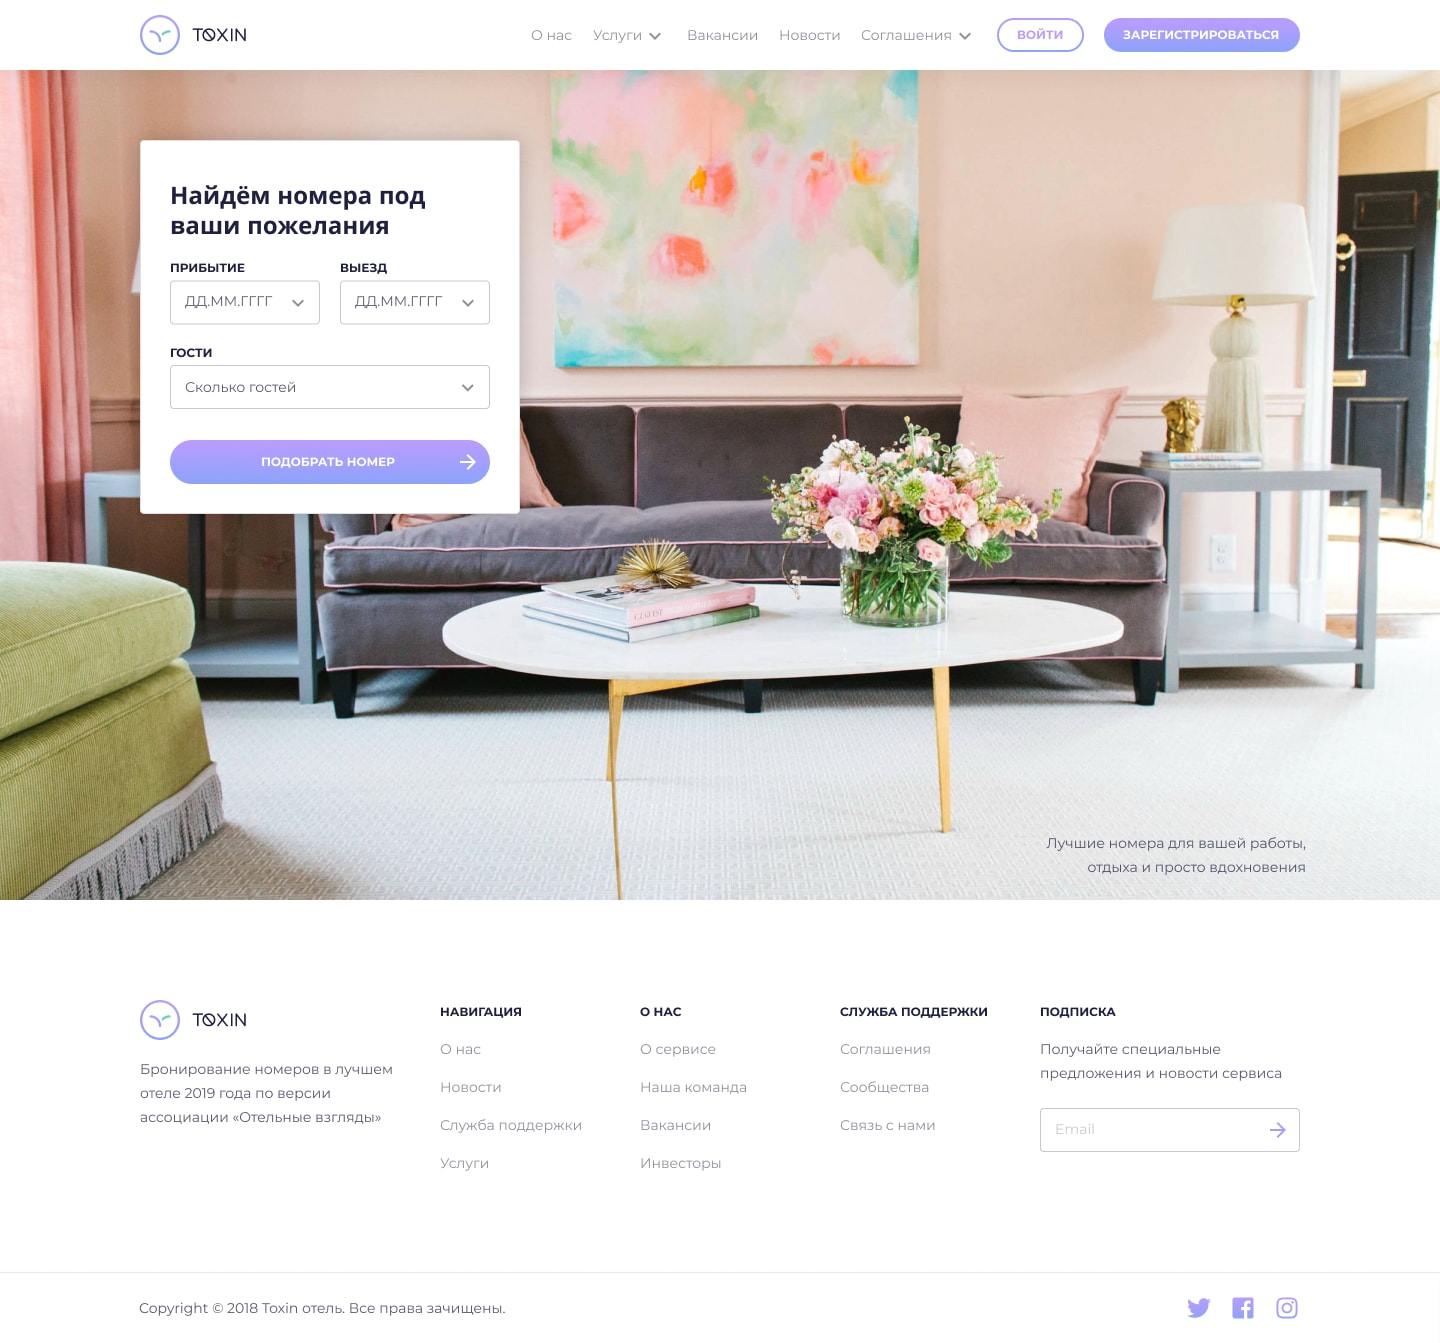 TOXIN
О нас
Услуги
Вакансии
Новости
Соглашения
ВОЙТИ
ЗАРЕГИСТРИРОВАТЬСЯ
Найдём номера под
ваши пожелания
ПРИБЫТИЕ
ВЫЕЗД
ДД.ММ.ГГГГ
ДД.ММ.ГГГГ
ГОСТИ
Сколько гостей
ПОДОБРАТЬ НОМЕР
Лучшие номера для вашей работы,
отдыха и просто вдохновения
TOXIN
Бронирование номеров в лучшем
отеле 2019 года по версии
ассоциации «Отельные взгляды»
НАВИГАЦИЯ
О нас
Новости
Служба поддержки
Услуги
О НАС
О сервисе
Наша команда
Вакансии
Инвесторы
СЛУЖБА ПОДДЕРЖКИ
Соглашения
Сообщества
Связь с нами
ПОДПИСКА
Получайте специальные
предложения и новости сервиса
Email
Copyright © 2018 Toxin отель. Все права зачищены.